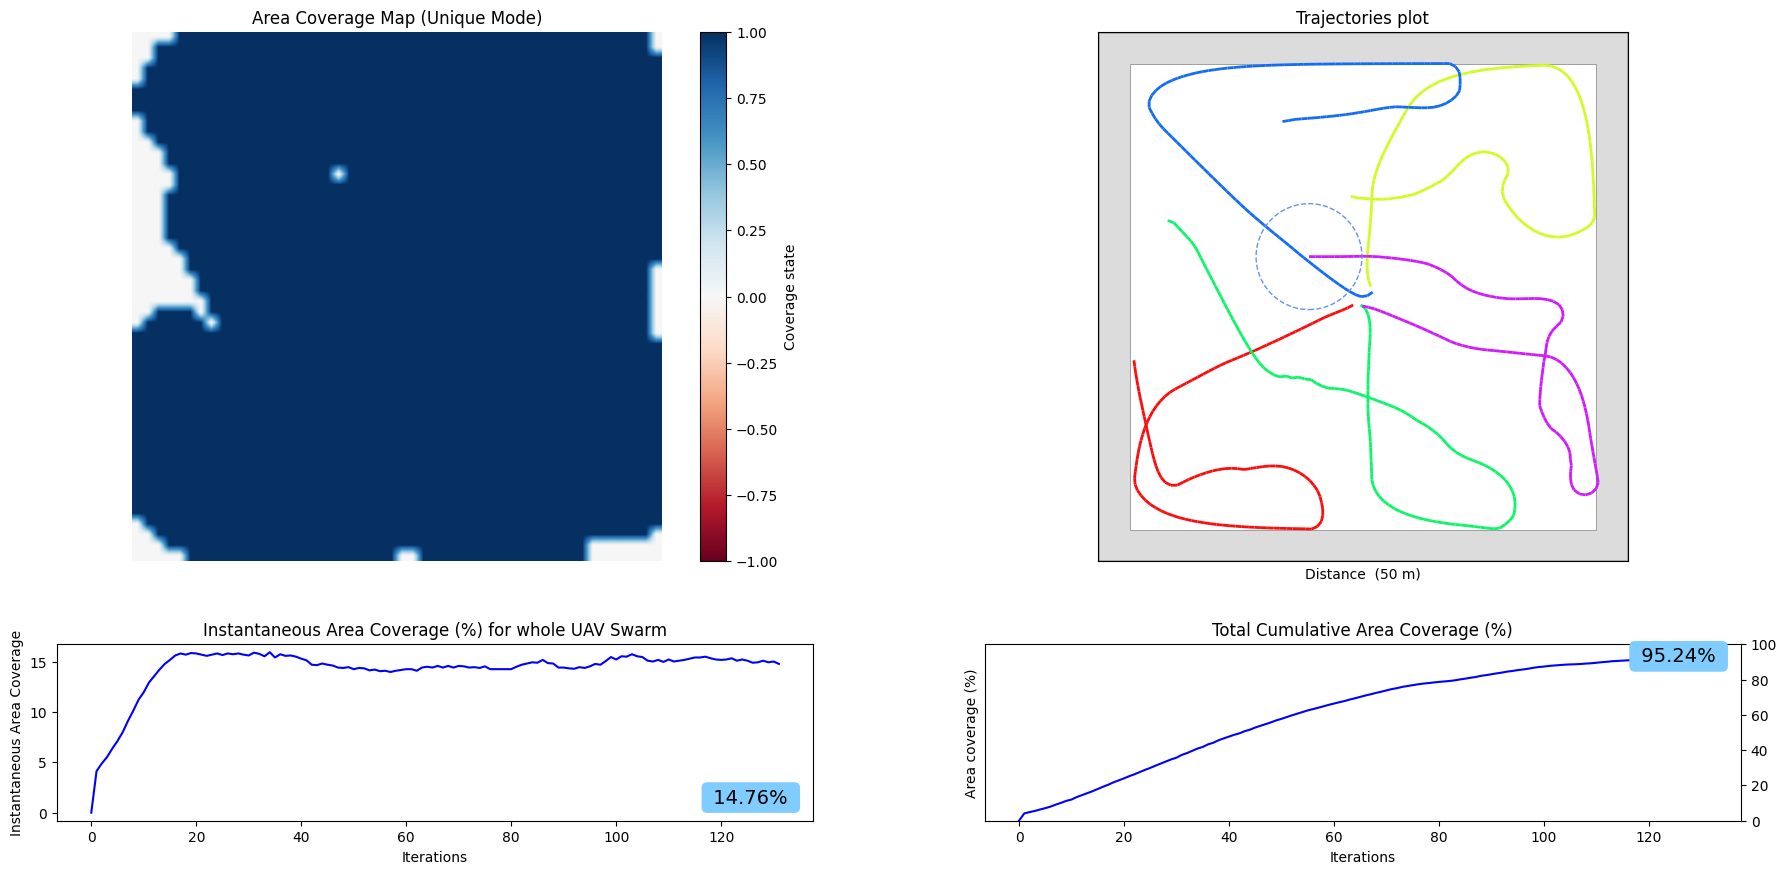 Area Coverage Map (Unique Mode)
1.00
0.75
0.50
0.25
0.00
−0.25
−0.50
−0.75
−1.00
Coverage state
Trajectories plot
Distance  (50 m)
Instantaneous Area Coverage (%) for whole UAV Swarm
Instantaneous Area Coverage
15
10
5
0
14.76%
0 20 40 60 80 100 120
Iterations
Total Cumulative Area Coverage (%)
Area coverage (%)
95.24%
100
80
60
40
20
0
0 20 40 60 80 100 120
Iterations